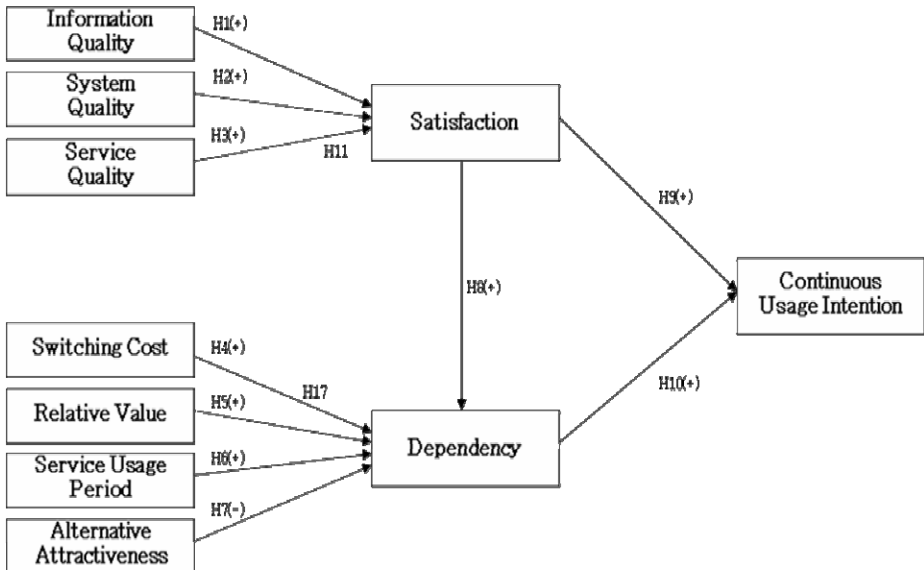 Information
Quality
H1(+)
System
Quality
H2(+)
Service
Quality
H3(+)
H11
Satisfaction
H9(+)
H8(+)
Continuous
Usage Intention
Switching Cost
H4(+)
H17
Relative Value
H5(+)
Service Usage
Period
H6(+)
Alternative
Attractiveness
H7(-)
Dependency
H10(+)